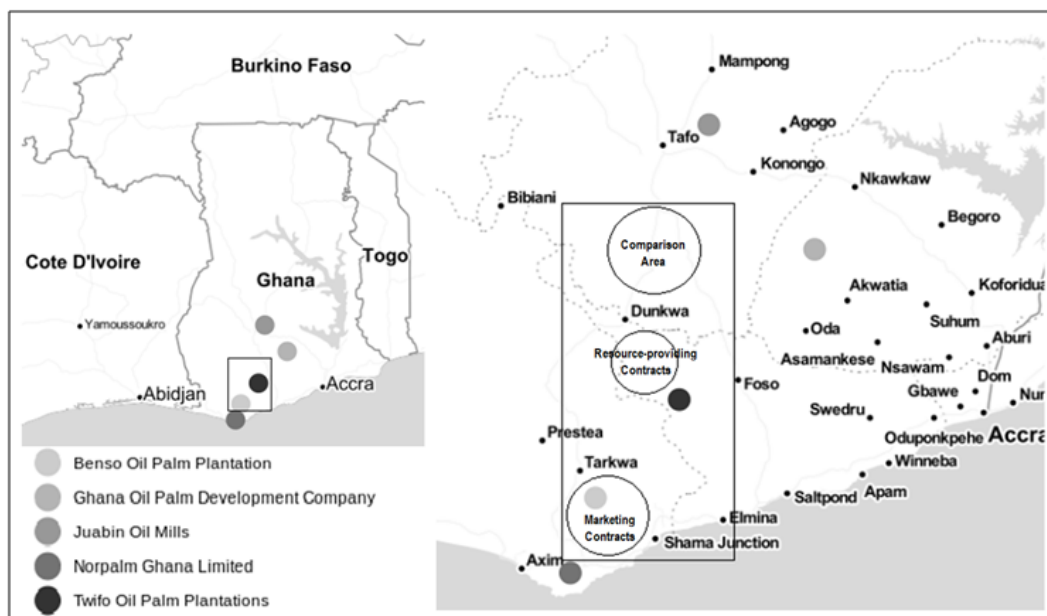 Burkino Faso
Cote D'Ivoire
Ghana
Togo
Yamoussoukro
Abidjan
Accra
Benso Oil Palm Plantation
Ghana Oil Palm Development Company
Juabin Oil Mills
Norpalm Ghana Limited
Twifo Oil Palm Plantations
Mampong
Agogo
Tafo
Konongo
Nkawkaw
Bibiani
Begoro
Comparison
Area
Koforidua
Akwatia
Suhum
Dunkwa
Oda
Aburi
Asamankese
Nsawam
Resource-providing
Contracts
Foso
Dom
Gbawe
Nun
Swedru
Oduponkpehe
Accra
Prestea
Tarkwa
Winneba
Apam
Saltpond
Marketing
Contracts
Elmina
Shama Junction
Axim